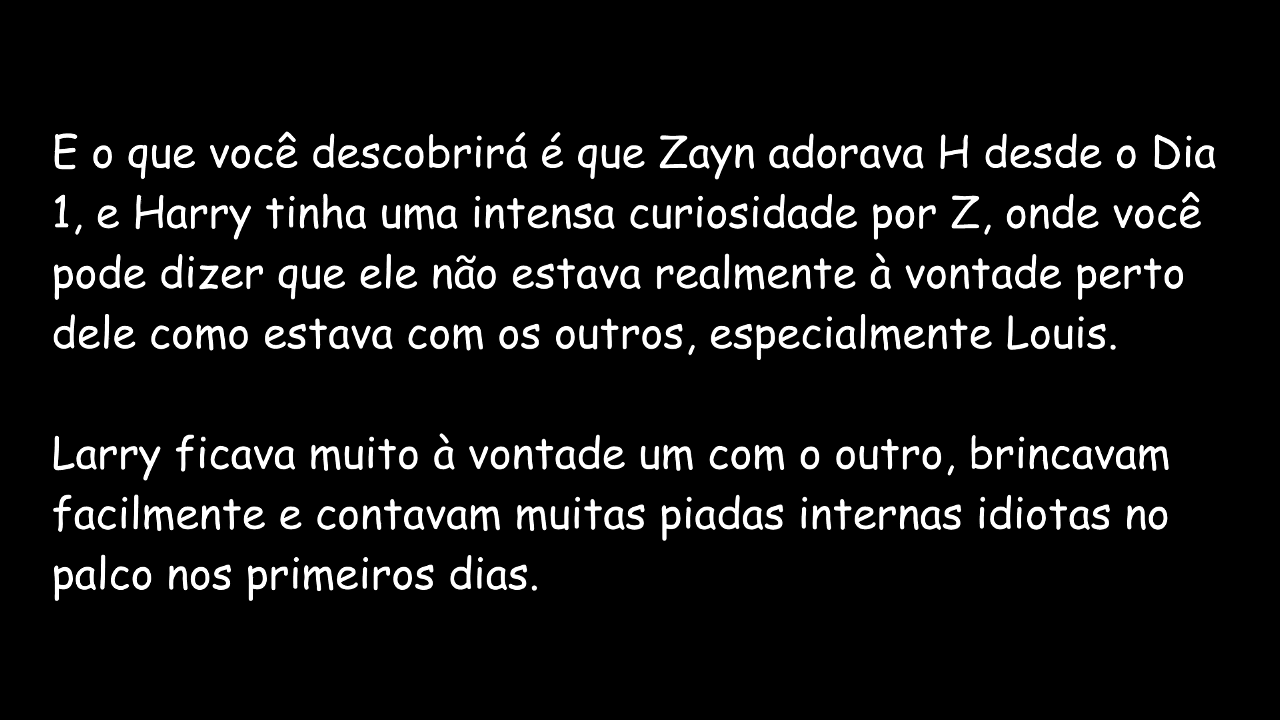 E o que você descobrirá é que Zayn adorava H desde o Dia
1, e Harry tinha uma intensa curiosidade por Z, onde você
pode dizer que ele não estava realmente à vontade perto
dele como estava com os outros, especialmente Louis.
Larry ficava muito à vontade um com o outro, brincavam
facilmente e contavam muitas piadas internas idiotas no
palco nos primeiros dias.